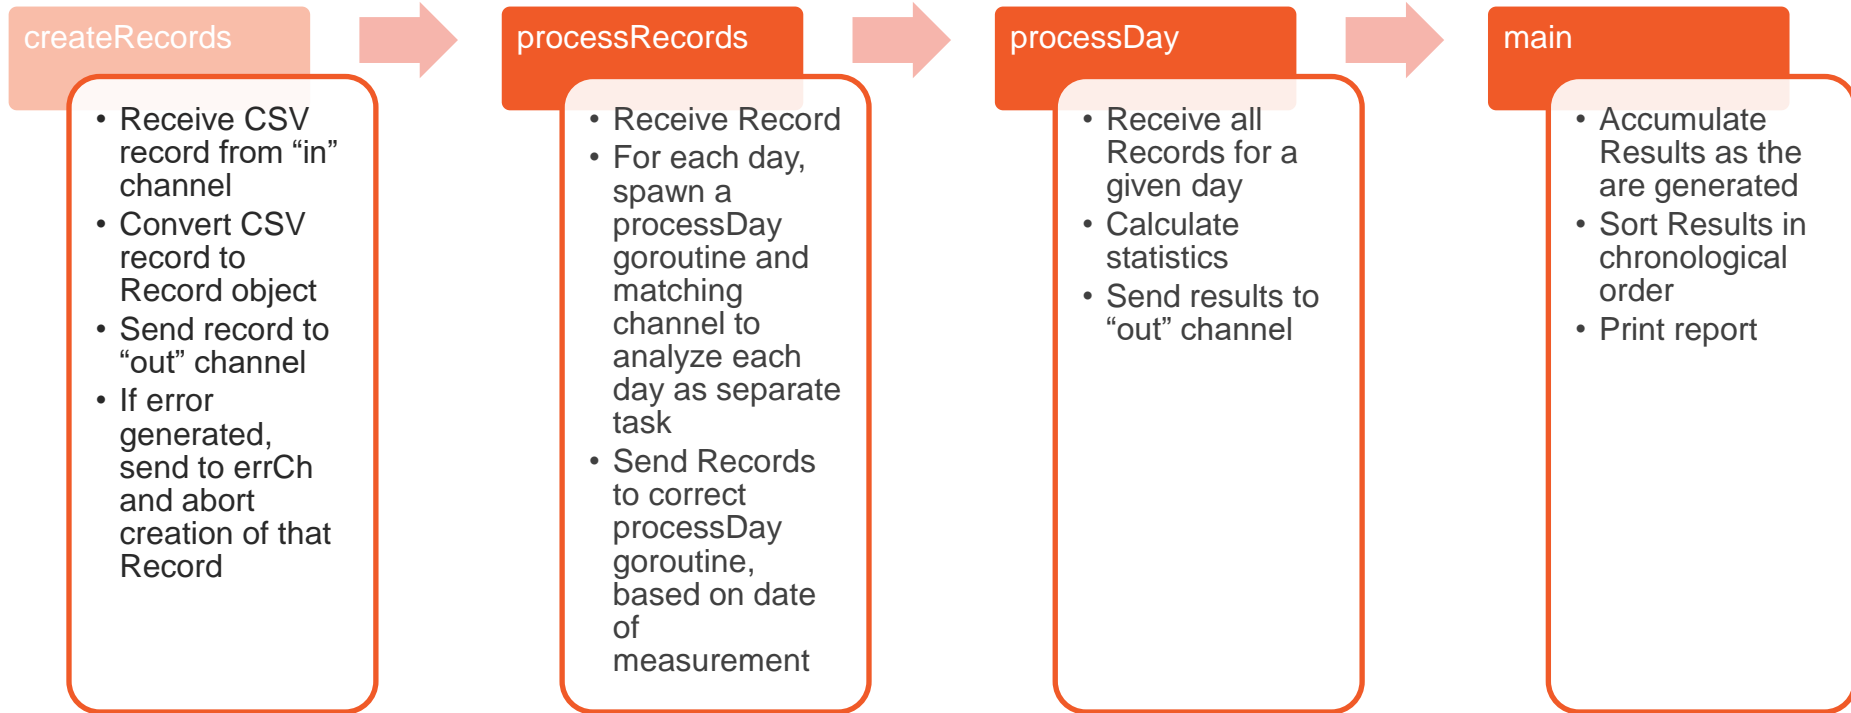 createRecords
• Receive CSV
record from “in”
channel
• Convert CSV
record to
Record object
• Send record to
“out” channel
• If error
generated,
send to errCh
and abort
creation of that
Record
processRecords
• Receive Record
• For each day,
spawn a
processDay
goroutine and
matching
channel to
analyze each
day as separate
task
• Send Records
to correct
processDay
goroutine,
based on date
of
measurement
processDay
• Receive all
Records for a
given day
• Calculate
statistics
• Send results to
“out” channel
main
• Accumulate
Results as the
are generated
• Sort Results in
chronological
order
• Print report